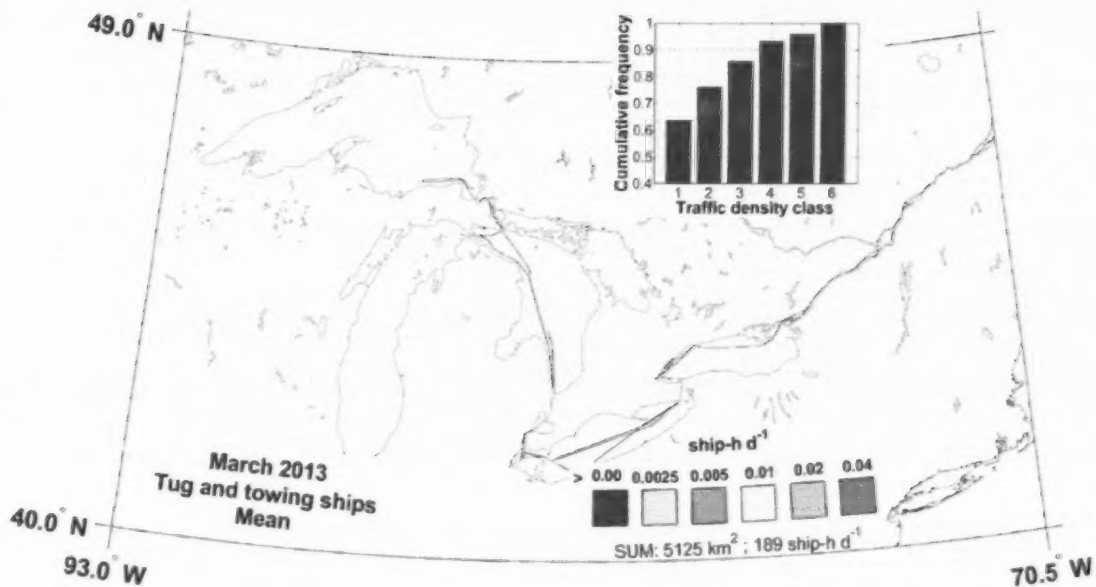 49.0° N
Cumulative frequency
1
0.9
0.8
0.7
0.6
0.5
0.4
1 2 3 4 5 6
Traffic density class
March 2013
Tug and towing ships
Mean
ship-h d⁻¹
> 0.00 0.0025 0.005 0.01 0.02 0.04
SUM: 5125 km² ; 189 ship-h d⁻¹
40.0° N
93.0° W
70.5° W